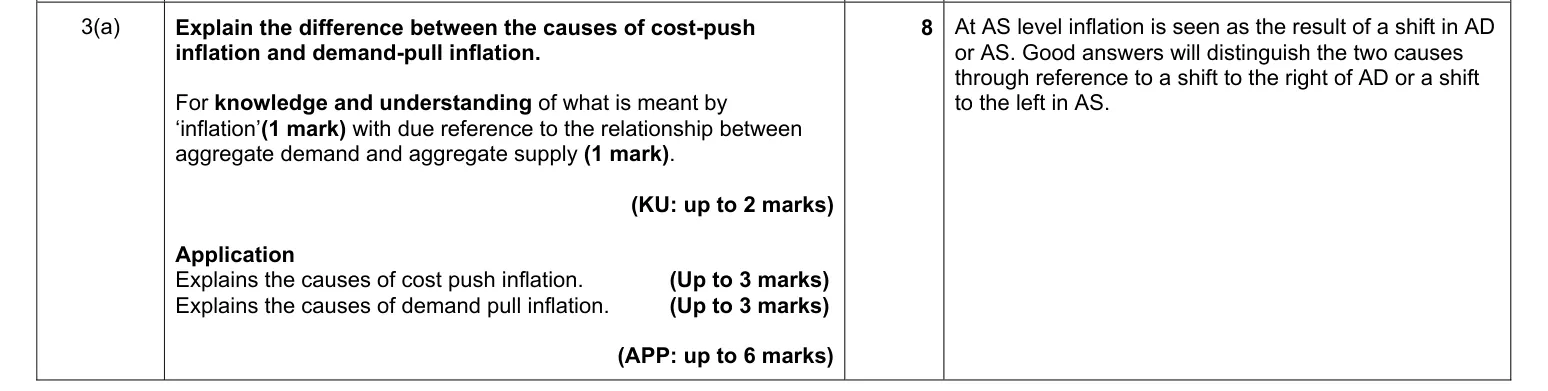 3(a)
Explain the difference between the causes of cost-push
inflation and demand-pull inflation.
For knowledge and understanding of what is meant by
‘inflation’(1 mark) with due reference to the relationship between
aggregate demand and aggregate supply (1 mark).
(KU: up to 2 marks)
Application
Explains the causes of cost push inflation. (Up to 3 marks)
Explains the causes of demand pull inflation. (Up to 3 marks)
(APP: up to 6 marks)
8
At AS level inflation is seen as the result of a shift in AD
or AS. Good answers will distinguish the two causes
through reference to a shift to the right of AD or a shift
to the left in AS.